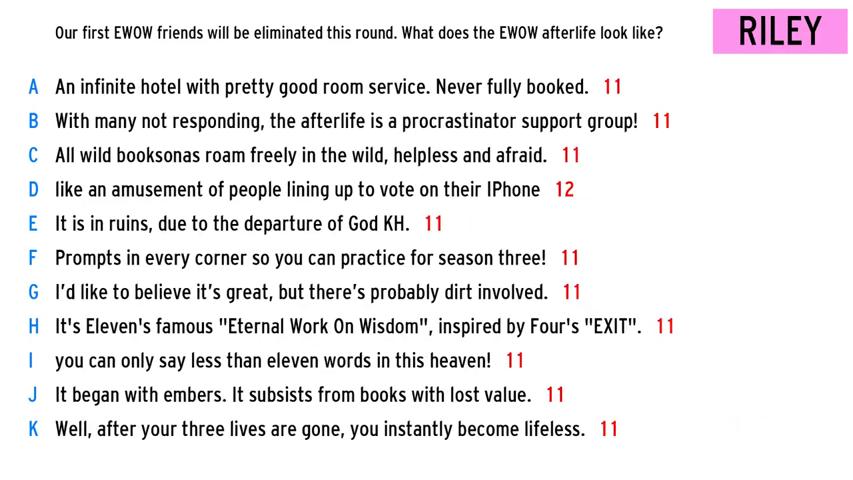 Our first EWOW friends will be eliminated this round. What does the EWOW afterlife look like?
RILEY
A An infinite hotel with pretty good room service. Never fully booked. 11
B With many not responding, the afterlife is a procrastinator support group! 11
C All wild booksonas roam freely in the wild, helpless and afraid. 11
D like an amusement of people lining up to vote on their IPhone 12
E It is in ruins, due to the departure of God KH. 11
F Prompts in every corner so you can practice for season three! 11
G I'd like to believe it's great, but there's probably dirt involved. 11
H It's Eleven's famous "Eternal Work On Wisdom", inspired by Four's "EXIT". 11
I you can only say less than eleven words in this heaven! 11
J It began with embers. It subsists from books with lost value. 11
K Well, after your three lives are gone, you instantly become lifeless. 11